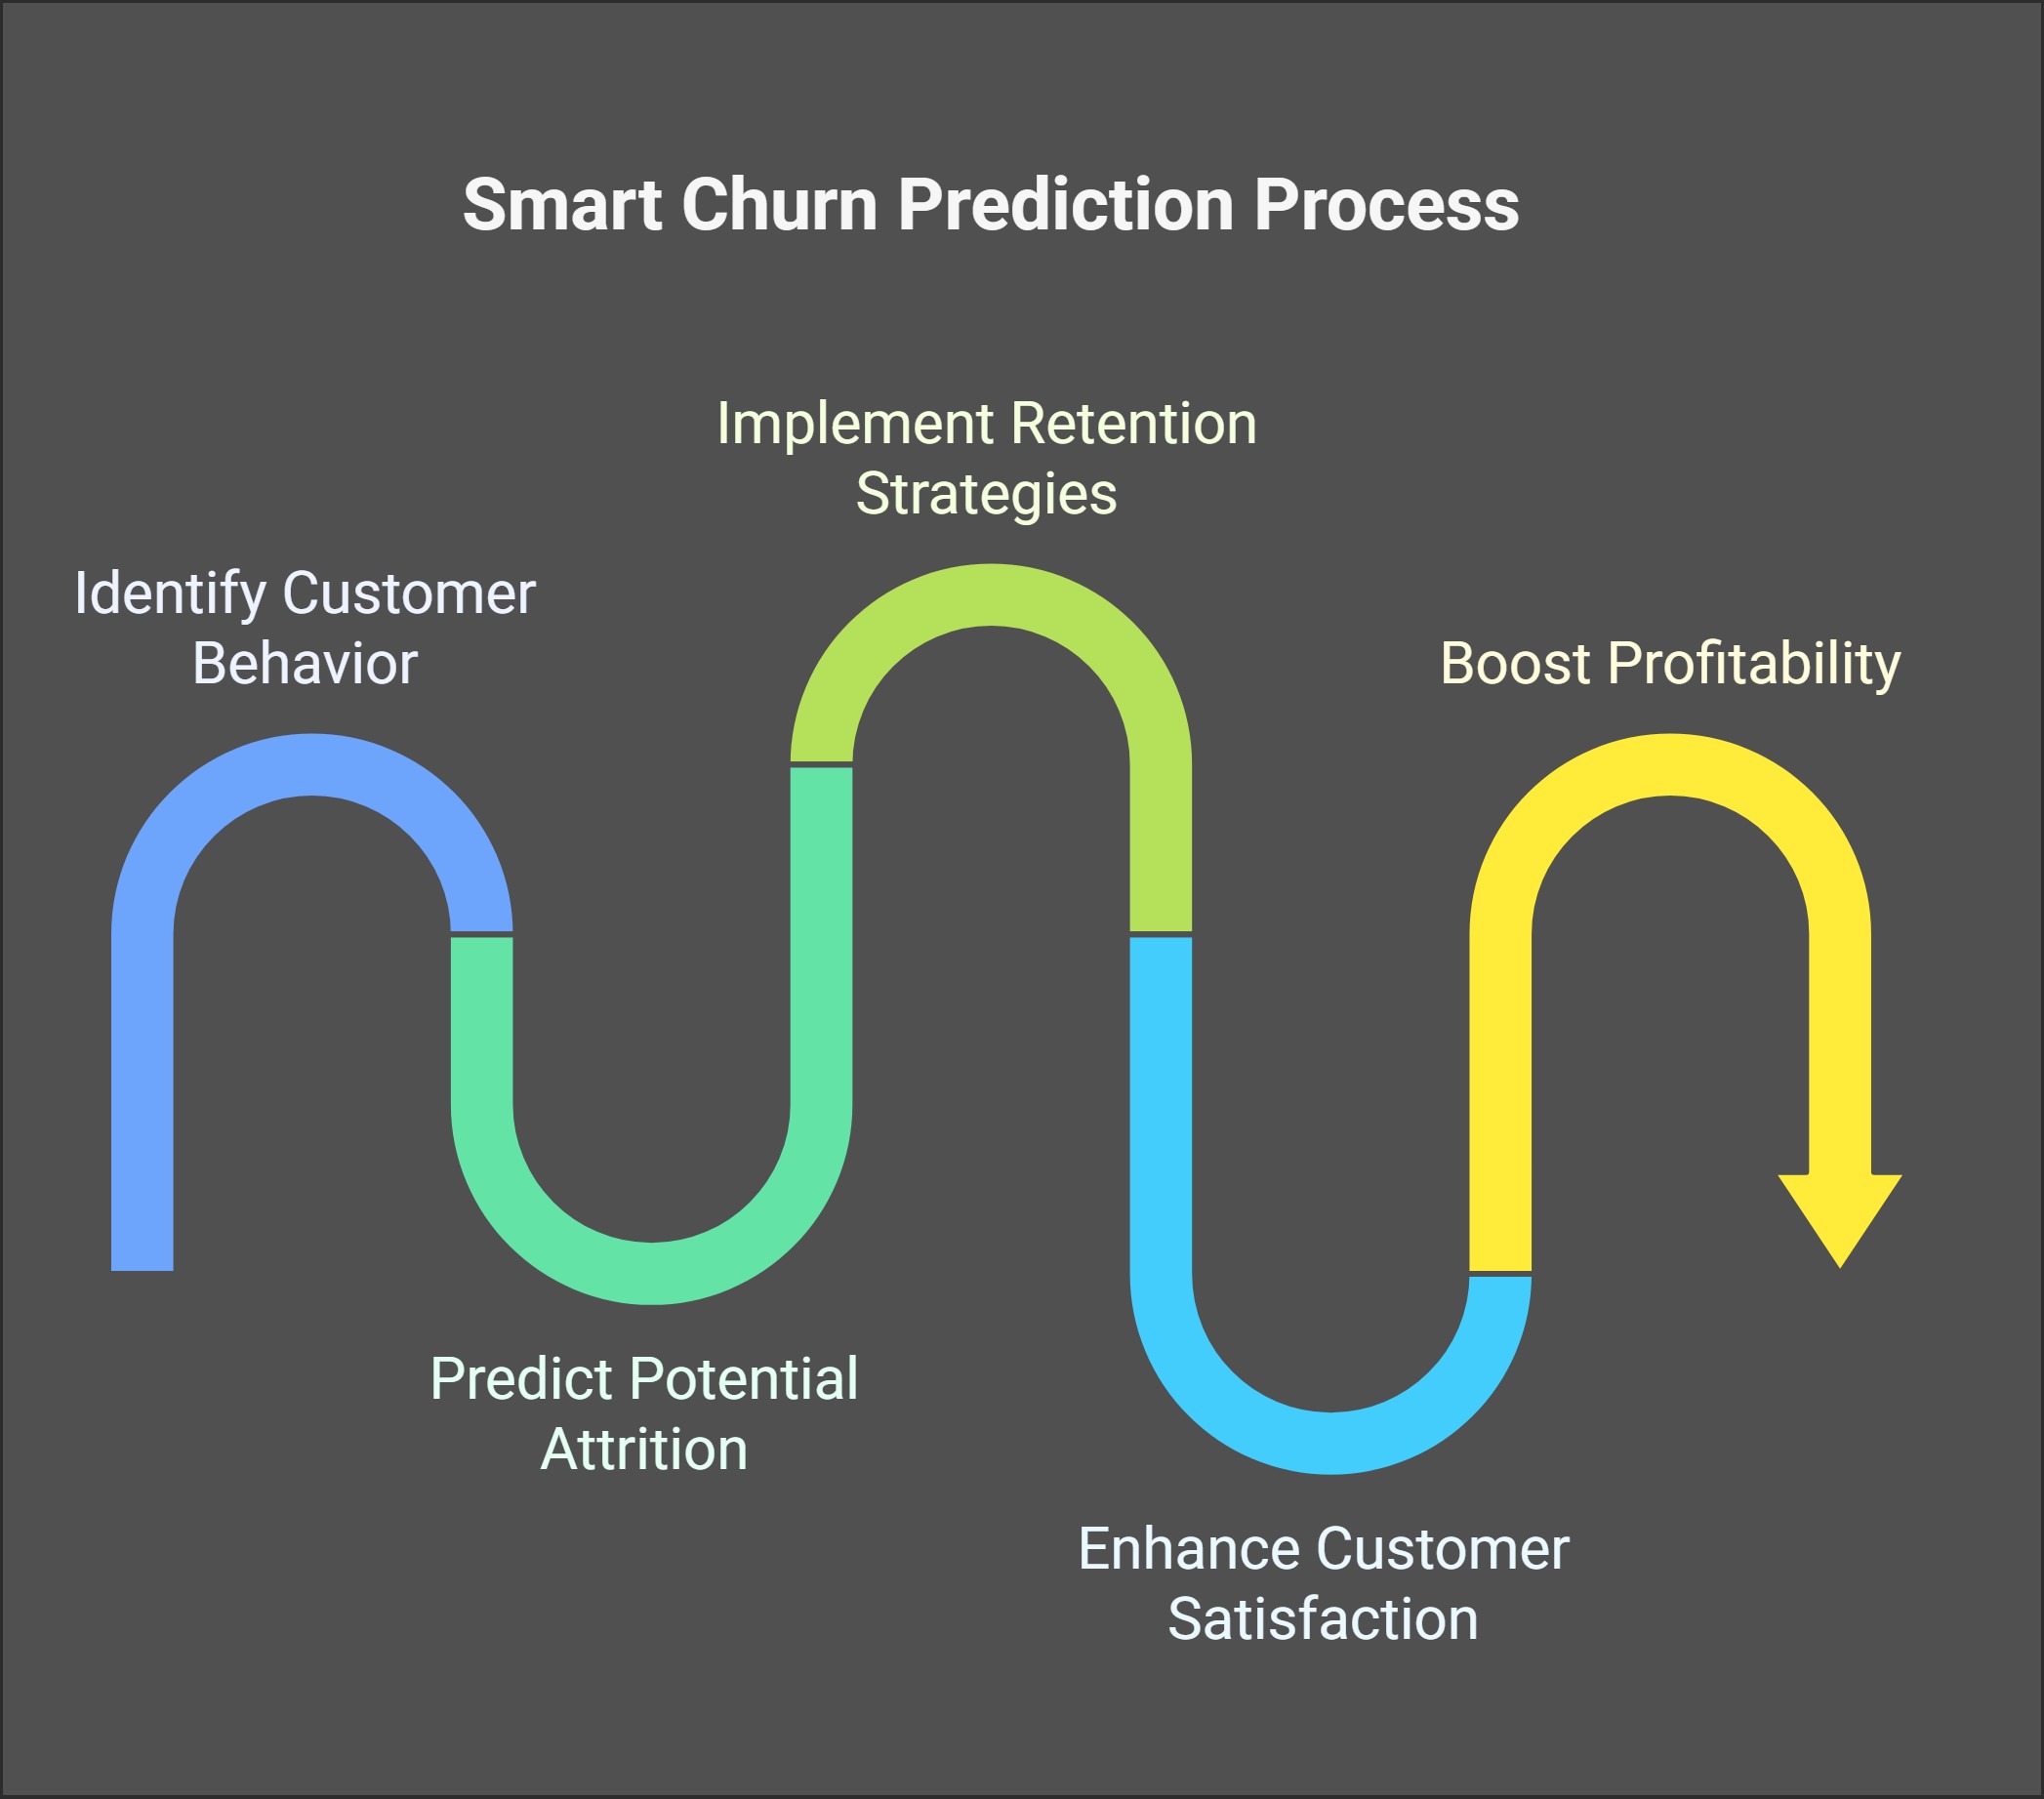 Smart Churn Prediction Process
Implement Retention
Strategies
Identify Customer
Behavior
Boost Profitability
Predict Potential
Attrition
Enhance Customer
Satisfaction